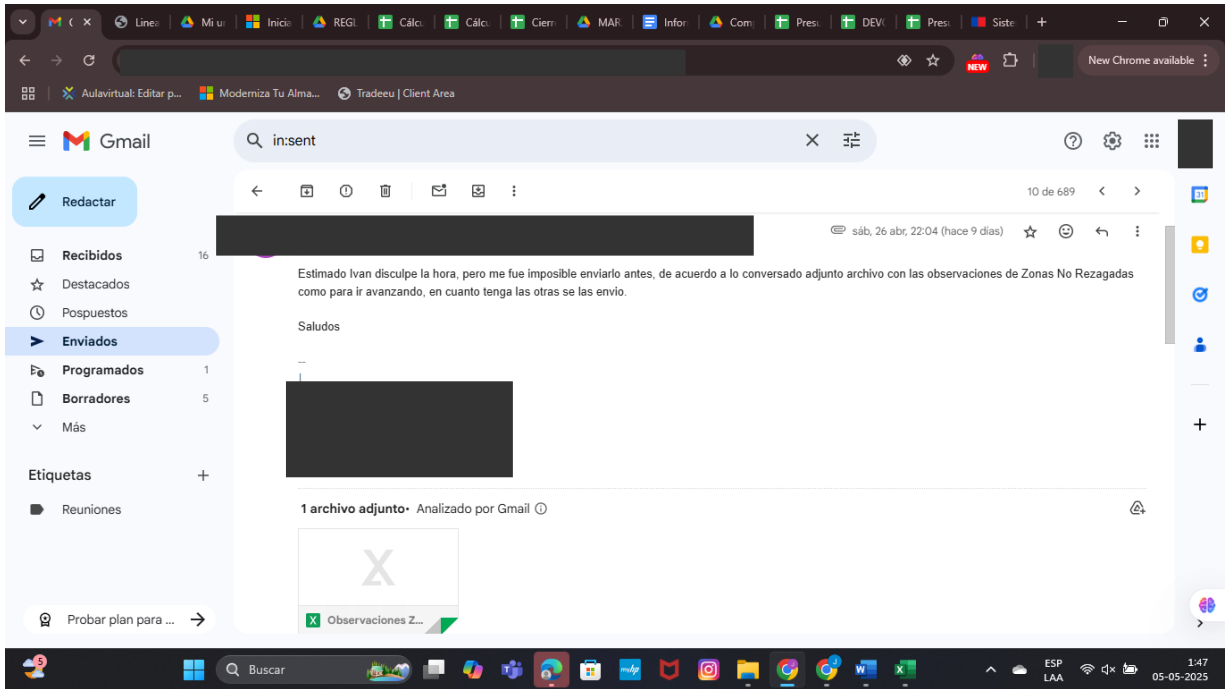 Linea
Mi u
Inicia
REGL
Cálcu
Cálcu
Cierr
MAR
Infor
Com
Presu
DEV
Presu
Siste
NEW
New Chrome available
Aulavirtual: Editar p...
Moderniza Tu Alma...
Tradeeu | Client Area
Gmail
in:sent
Redactar
10 de 689
sáb, 26 abr, 22:04 (hace 9 días)
Recibidos 16
Destacados
Pospuestos
Enviados
Programados 1
Borradores 5
Más
Etiquetas
Reuniones
Estimado Ivan disculpe la hora, pero me fue imposible enviarlo antes, de acuerdo a lo conversado adjunto archivo con las observaciones de Zonas No Rezagadas
como para ir avanzando, en cuanto tenga las otras se las envio.
Saludos
--
1 archivo adjunto • Analizado por Gmail
X
Observaciones Z...
Probar plan para ...
31
5
Buscar
ESP
LAA
1:47
05-05-2025